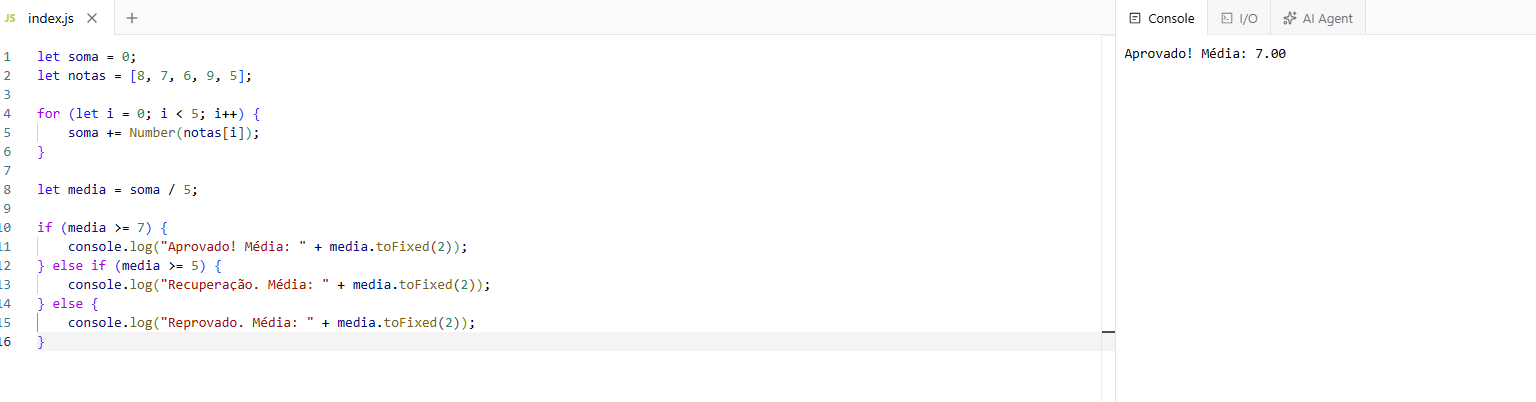 JS index.js × +
1 let soma = 0;
2 let notas = [8, 7, 6, 9, 5];
3
4 for (let i = 0; i < 5; i++) {
5     soma += Number(notas[i]);
6 }
7
8 let media = soma / 5;
9
10 if (media >= 7) {
11     console.log("Aprovado! Média: " + media.toFixed(2));
12 } else if (media >= 5) {
13     console.log("Recuperação. Média: " + media.toFixed(2));
14 } else {
15     console.log("Reprovado. Média: " + media.toFixed(2));
16 }
Console I/O AI Agent
Aprovado! Média: 7.00